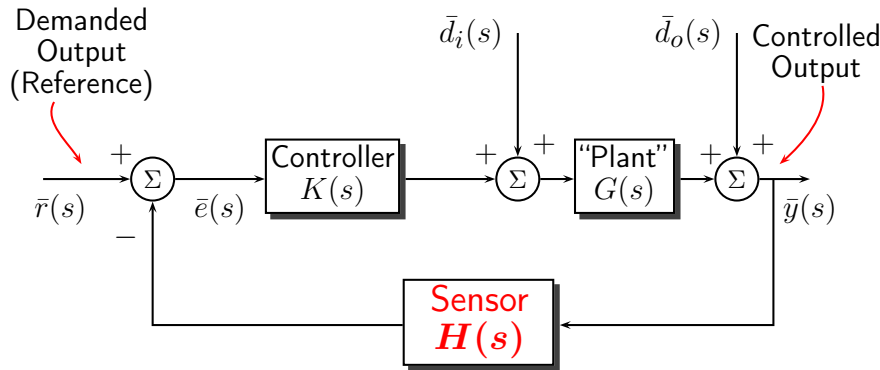 Demanded
Output
(Reference)
d̄ᵢ(s)
d̄ₒ(s)
Controlled
Output
+
Σ
Controller
K(s)
+
+
Σ
"Plant"
G(s)
+
+
Σ
r̄(s)
−
ē(s)
ȳ(s)
Sensor
H(s)